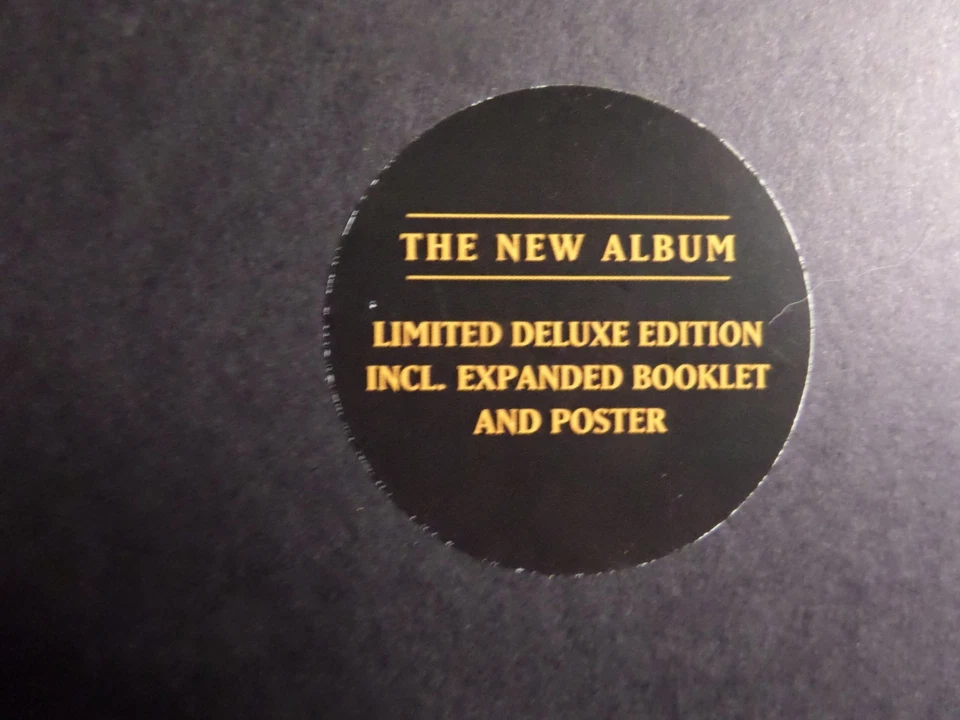 THE NEW ALBUM
LIMITED DELUXE EDITION
INCL. EXPANDED BOOKLET
AND POSTER